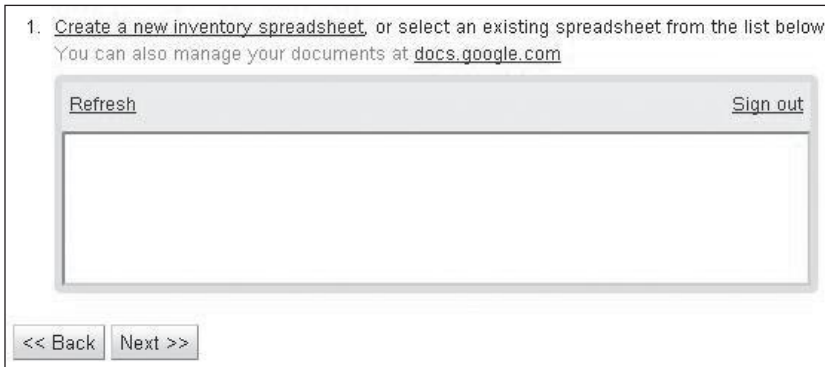 1. Create a new inventory spreadsheet, or select an existing spreadsheet from the list below
You can also manage your documents at docs.google.com
Refresh Sign out
<< Back Next >>